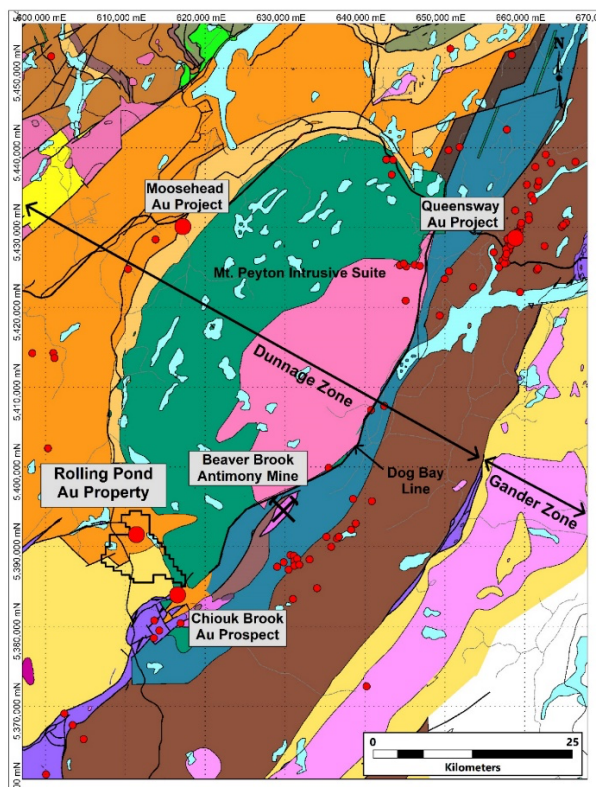 600,000 mE 610,000 mE 620,000 mE 630,000 mE 640,000 mE 650,000 mE 660,000 mE 670,0
N
5,450,000 mN
5,440,000 mN
Moosehead
Au Project
Queensway
Au Project
5,430,000 mN
Mt. Peyton Intrusive Suite
5,420,000 mN
Dunnage Zone
5,410,000 mN
Beaver Brook
Antimony Mine
Rolling Pond
Au Property
Dog Bay
Line
Gander Zone
5,400,000 mN
5,390,000 mN
Chiouk Brook
Au Prospect
5,380,000 mN
5,370,000 mN
0 25
Kilometers